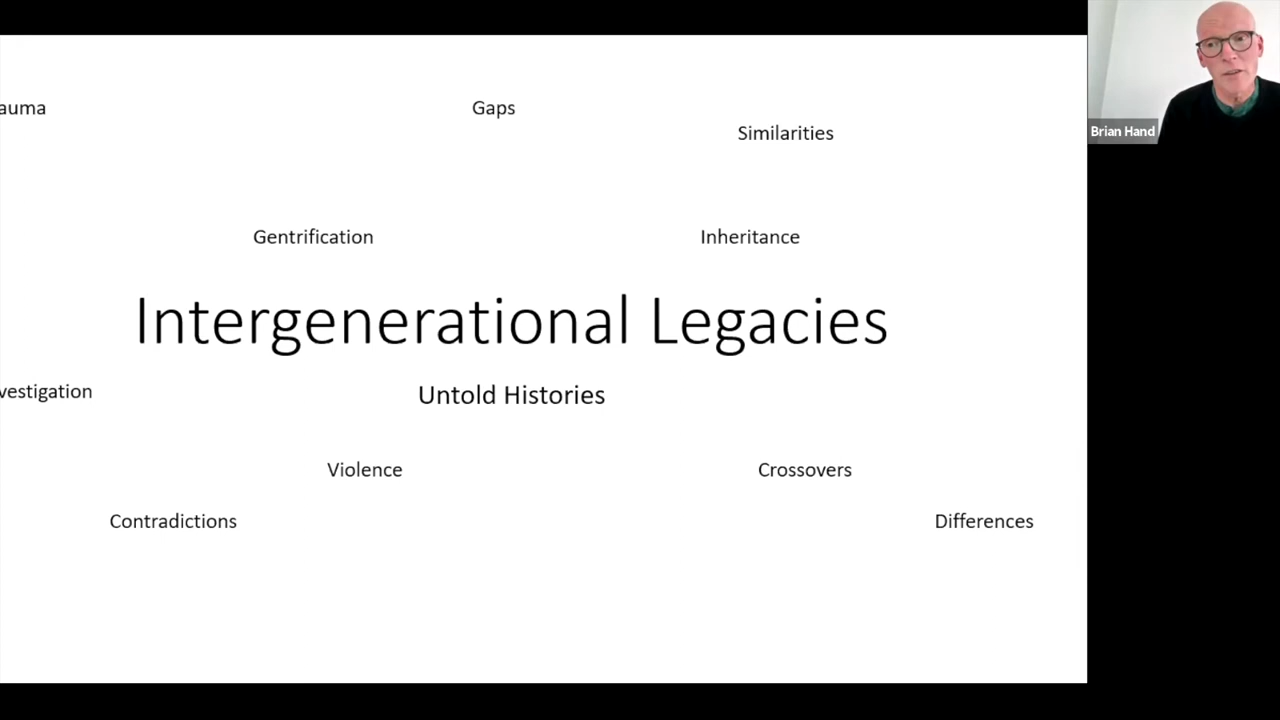 auma
Gaps
Similarities
Brian Hand
Gentrification
Inheritance
Intergenerational Legacies
vestigation
Untold Histories
Violence
Crossovers
Contradictions
Differences